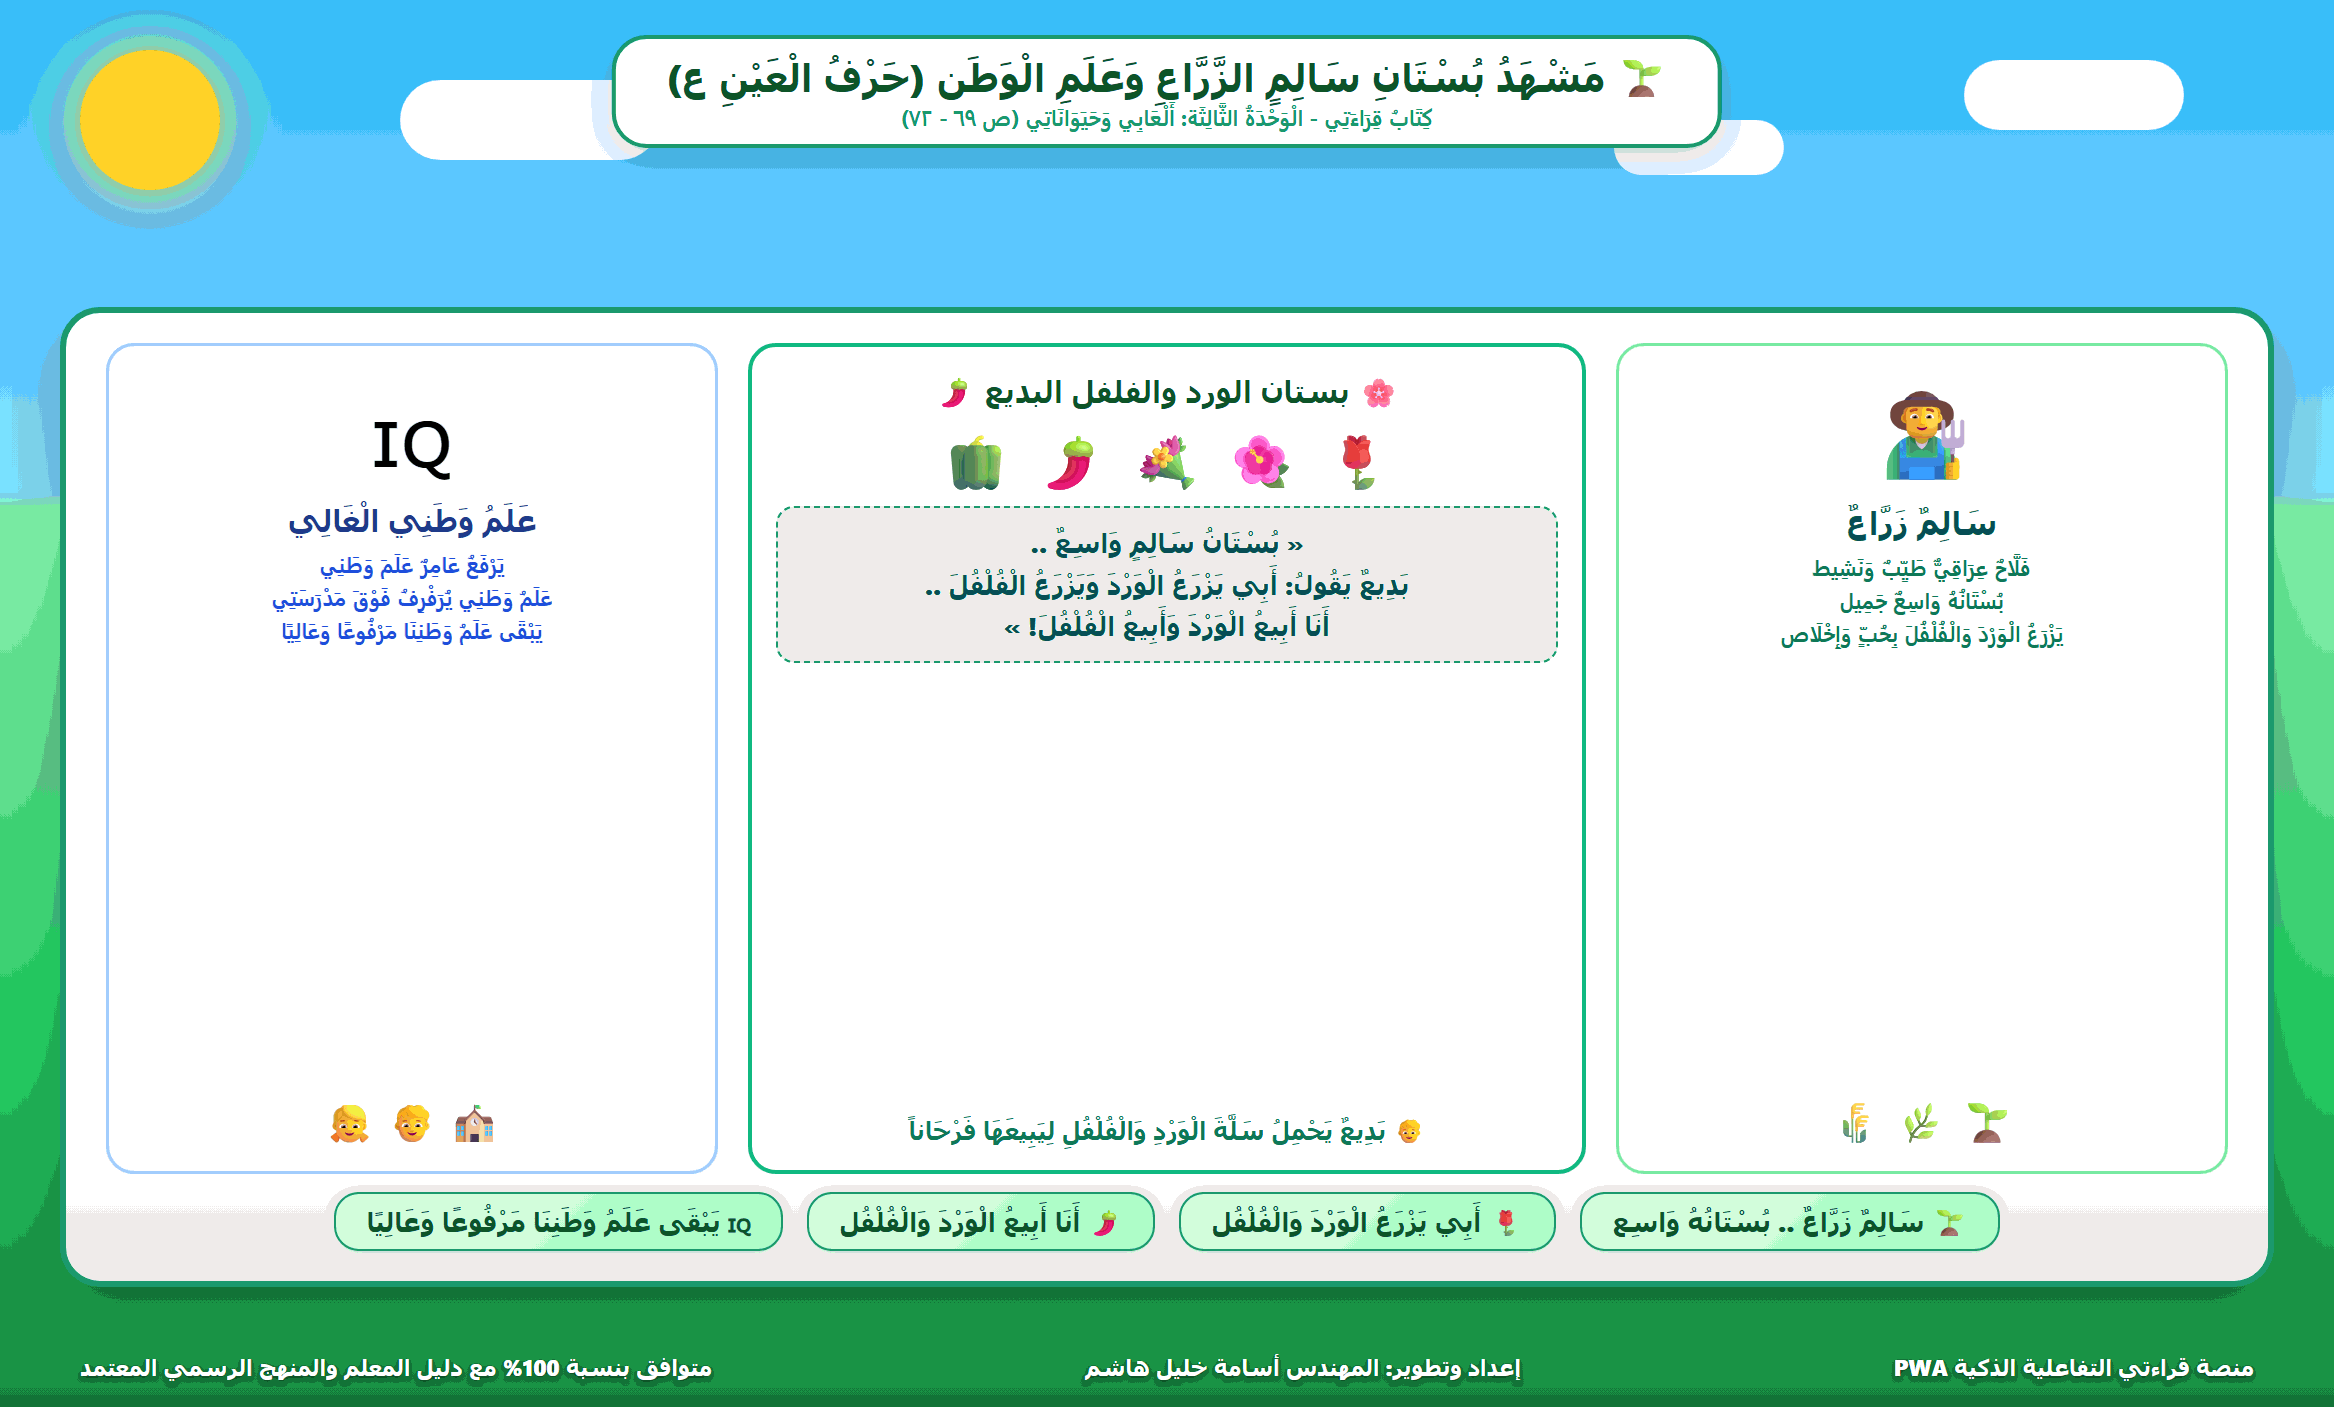 مَشْهَدُ بُسْتَانِ سَالِمٍ الزَّرَّاعِ وَعَلَمِ الْوَطَن (حَرْفُ الْعَيْنِ ع)
كِتَابُ قِرَاءَتِي - الْوَحْدَةُ الثَّالِثَة: أَلْعَابِي وَحَيَوَانَاتِي (ص ٦٩ - ٧٣)
سَالِمٌ زَرَّاعٌ
فَلَّاحٌ عِرَاقِيٌّ طَيِّبٌ وَنَشِيط
بُسْتَانُهُ وَاسِعٌ جَمِيل
يَزْرَعُ الْوَرْدَ وَالْفُلْفُلَ بِحُبٍّ وَإِخْلَاص
بستان الورد والفلفل البديع
« بُسْتَانُ سَالِمٍ وَاسِعٌ ..
بَدِيعٌ يَقُولُ: أَبِي يَزْرَعُ الْوَرْدَ وَيَزْرَعُ الْفُلْفُلَ ..
أَنَا أَبِيعُ الْوَرْدَ وَأَبِيعُ الْفُلْفُلَ! »
بَدِيعٌ يَحْمِلُ سَلَّةَ الْوَرْدِ وَالْفُلْفُلِ لِيَبِيعَهَا فَرْحَاناً
IQ
عَلَمُ وَطَنِي الْغَالِي
يَرْفَعُ عَامِرٌ عَلَمَ وَطَنِي
عَلَمُ وَطَنِي يُرَفْرِفُ فَوْقَ مَدْرَسَتِي
يَبْقَى عَلَمُ وَطَنِنَا مَرْفُوعًا وَعَالِيًا
سَالِمٌ زَرَّاعٌ .. بُسْتَانُهُ وَاسِع
أَبِي يَزْرَعُ الْوَرْدَ وَالْفُلْفُل
أَنَا أَبِيعُ الْوَرْدَ وَالْفُلْفُل
IQ يَبْقَى عَلَمُ وَطَنِنَا مَرْفُوعًا وَعَالِيًا
منصة قراءتي التفاعلية الذكية PWA
إعداد وتطوير: المهندس أسامة خليل هاشم
متوافق بنسبة 100% مع دليل المعلم والمنهج الرسمي المعتمد